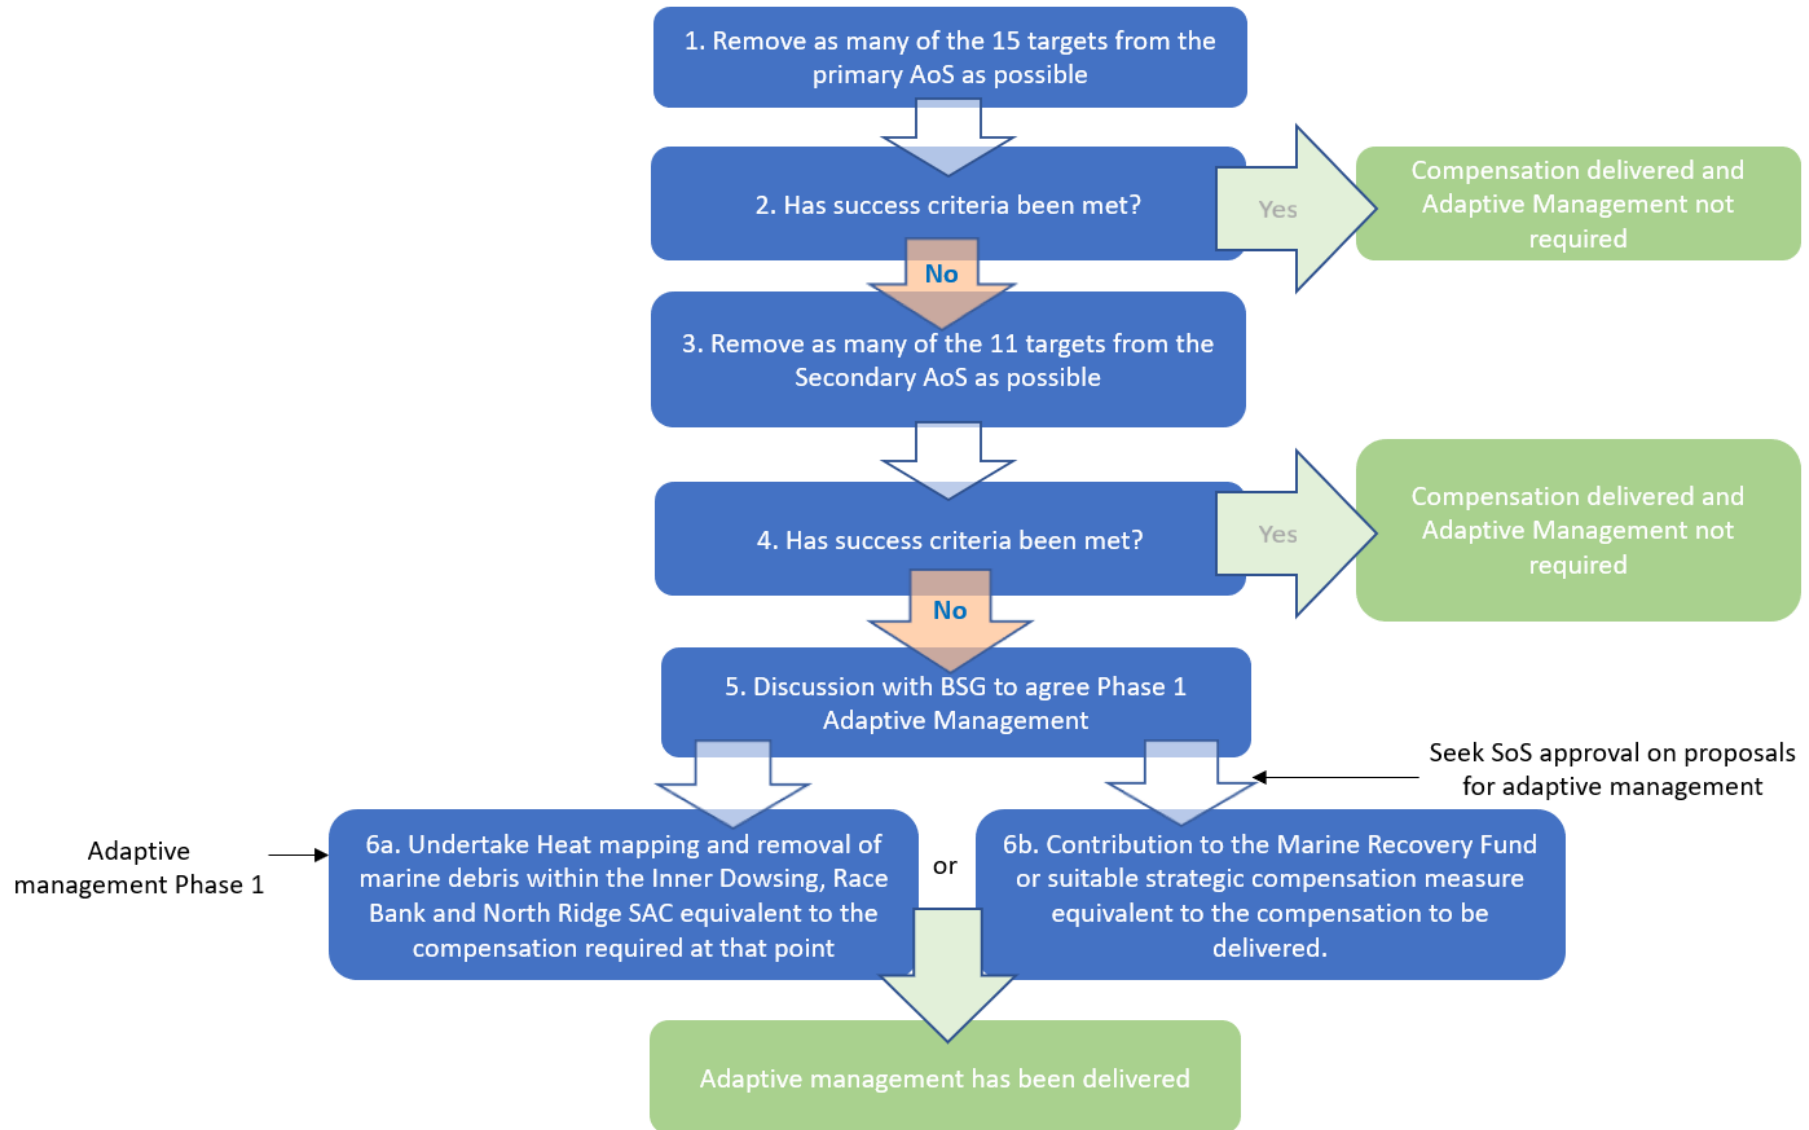 1. Remove as many of the 15 targets from the
primary AoS as possible
2. Has success criteria been met?
Yes
Compensation delivered and
Adaptive Management not
required
No
3. Remove as many of the 11 targets from the
Secondary AoS as possible
4. Has success criteria been met?
Yes
Compensation delivered and
Adaptive Management not
required
No
5. Discussion with BSG to agree Phase 1
Adaptive Management
Seek SoS approval on proposals
for adaptive management
Adaptive
management Phase 1
6a. Undertake Heat mapping and removal of
marine debris within the Inner Dowsing, Race
Bank and North Ridge SAC equivalent to the
compensation required at that point
or
6b. Contribution to the Marine Recovery Fund
or suitable strategic compensation measure
equivalent to the compensation to be
delivered.
Adaptive management has been delivered